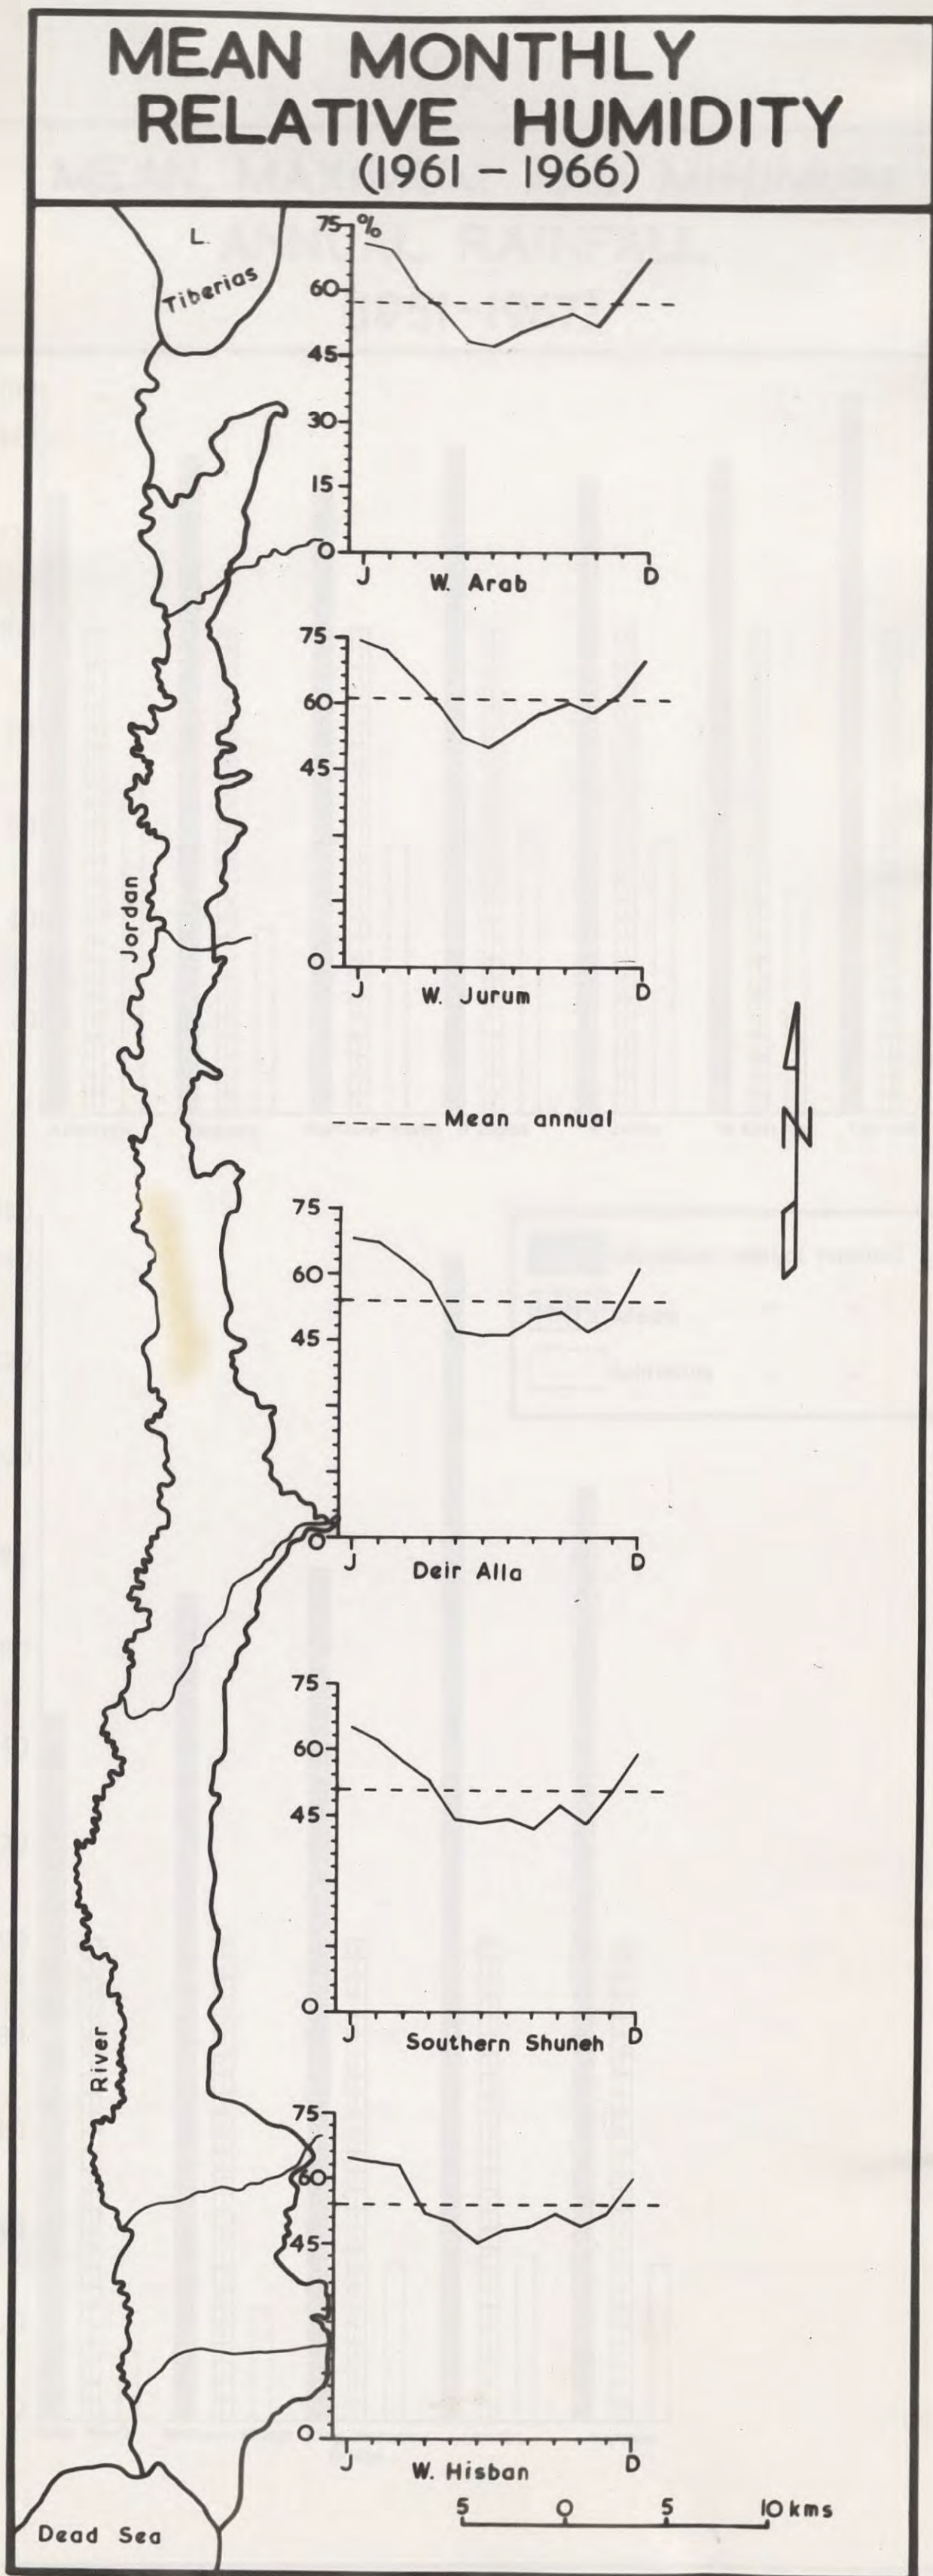 MEAN MONTHLY
RELATIVE HUMIDITY
(1961 – 1966)
L.
Tiberias
75 %
60
45
30
15
0
J D
W. Arab
75
60
45
0
J D
W. Jurum
Jordan
Mean annual
N
75
60
45
0
J D
Deir Alla
75
60
45
0
J D
Southern Shuneh
River
75
60
45
0
J D
W. Hisban
5 0 5 10 kms
Dead Sea